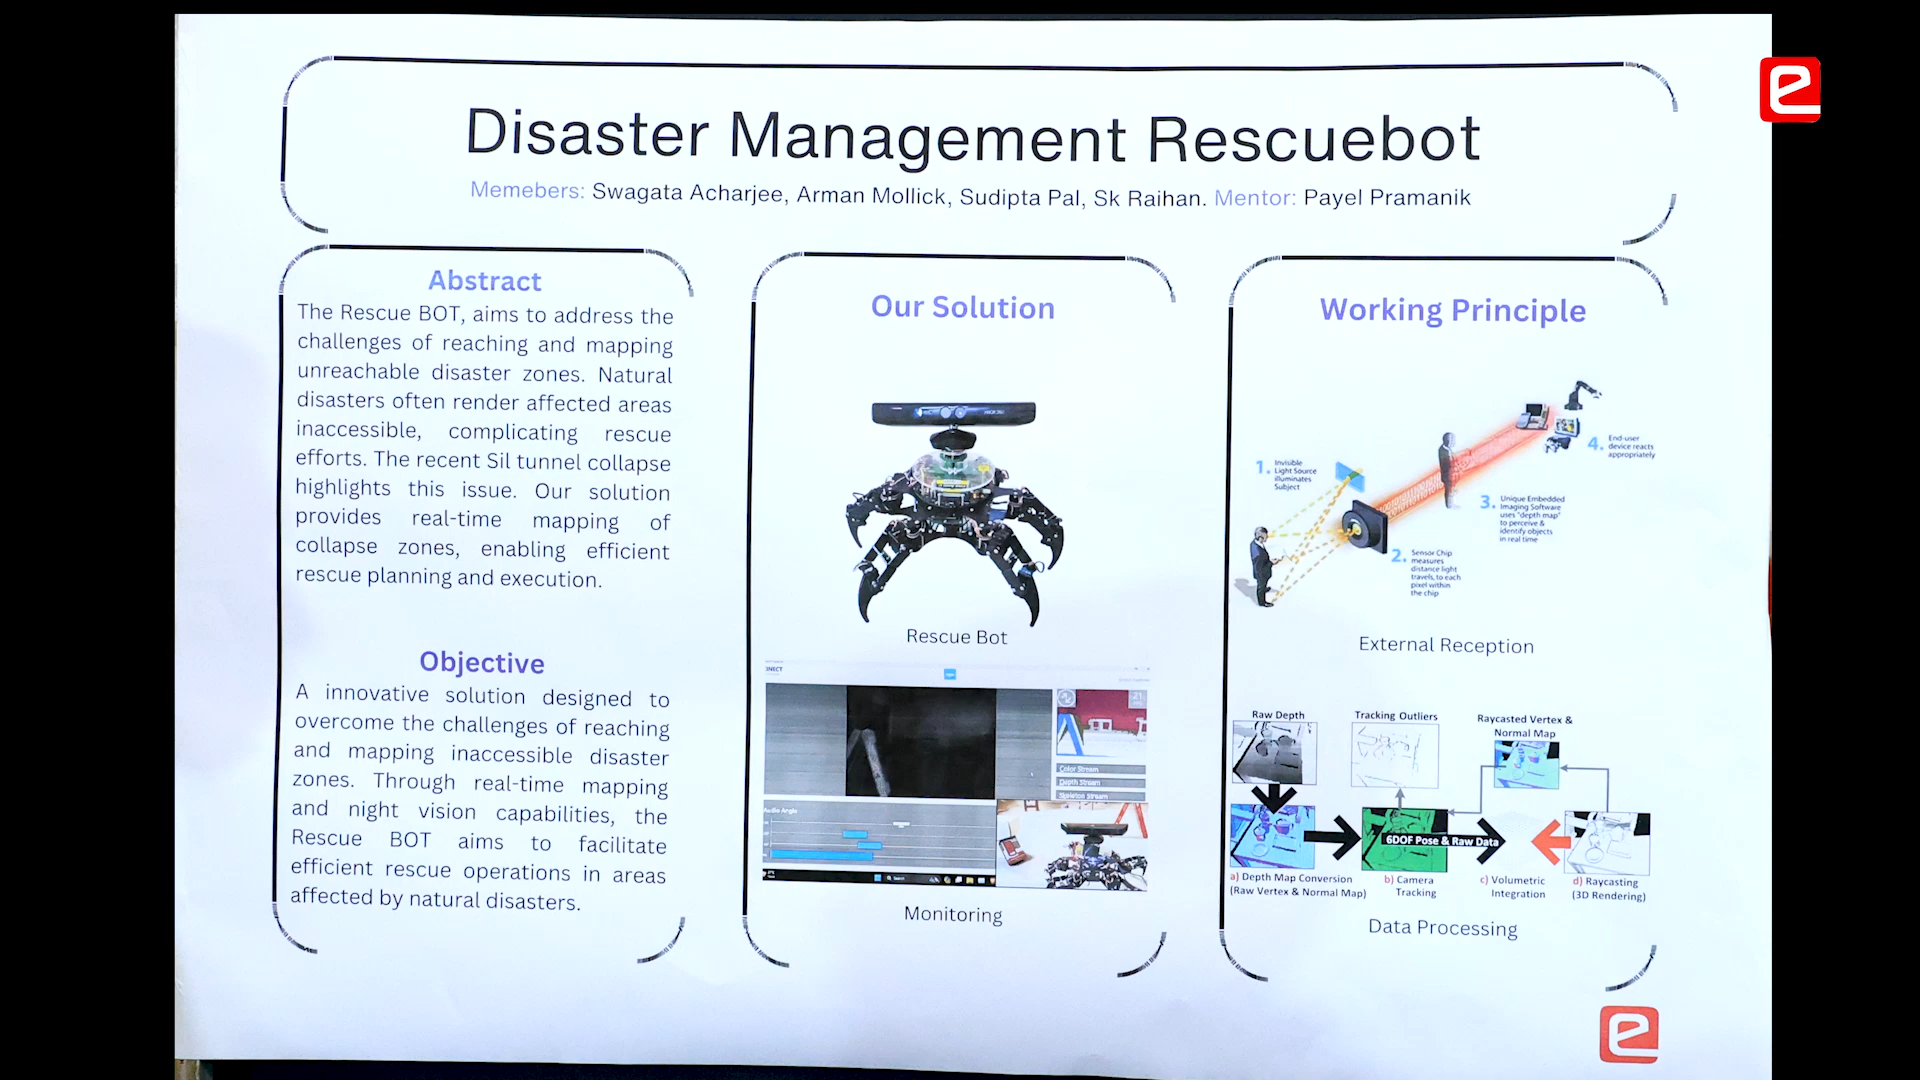 Disaster Management Rescuebot
Memebers: Swagata Acharjee, Arman Mollick, Sudipta Pal, Sk Raihan. Mentor: Payel Pramanik
Abstract
The Rescue BOT, aims to address the
challenges of reaching and mapping
unreachable disaster zones. Natural
disasters often render affected areas
inaccessible, complicating rescue
efforts. The recent Sil tunnel collapse
highlights this issue. Our solution
provides real-time mapping of
collapse zones, enabling efficient
rescue planning and execution.
Objective
A innovative solution designed to
overcome the challenges of reaching
and mapping inaccessible disaster
zones. Through real-time mapping
and night vision capabilities, the
Rescue BOT aims to facilitate
efficient rescue operations in areas
affected by natural disasters.
Our Solution
Rescue Bot
Color Stream
Depth Stream
Skeleton Stream
Audio Angle
Monitoring
Working Principle
1. Invisible
Light Source
illuminates
Subject
2. Sensor Chip
measures
distance light
travels, to each
pixel within
the chip
3. Unique Embedded
Imaging Software
uses "depth map"
to perceive &
identify objects
in real time
4. End-user
device reacts
appropriately
External Reception
Raw Depth
Tracking Outliers
Raycasted Vertex &
Normal Map
6DOF Pose & Raw Data
a) Depth Map Conversion
(Raw Vertex & Normal Map)
b) Camera
Tracking
c) Volumetric
Integration
d) Raycasting
(3D Rendering)
Data Processing